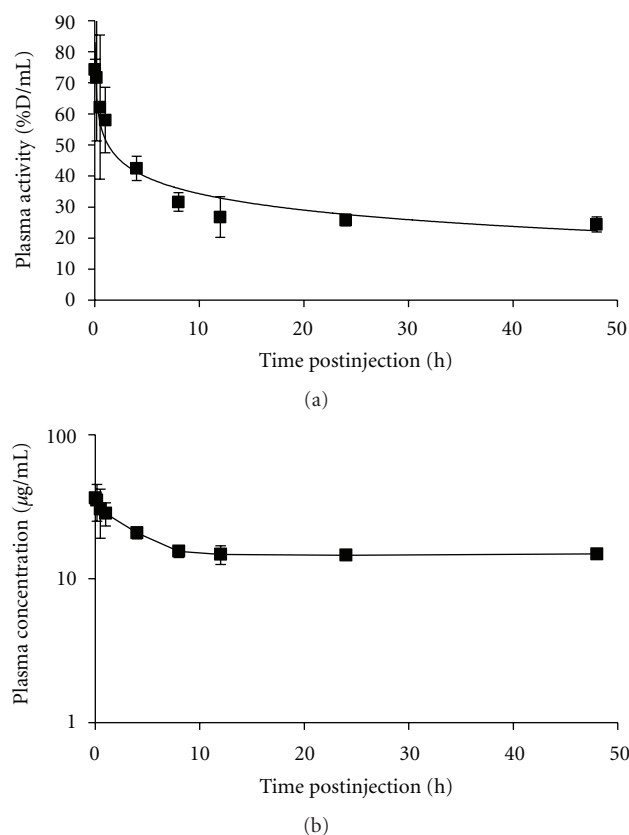 90
80
70
60
50
40
30
20
10
0
Plasma activity (%D/mL)
0 10 20 30 40 50
Time postinjection (h)
(a)
100
10
1
Plasma concentration (µg/mL)
0 10 20 30 40 50
Time postinjection (h)
(b)